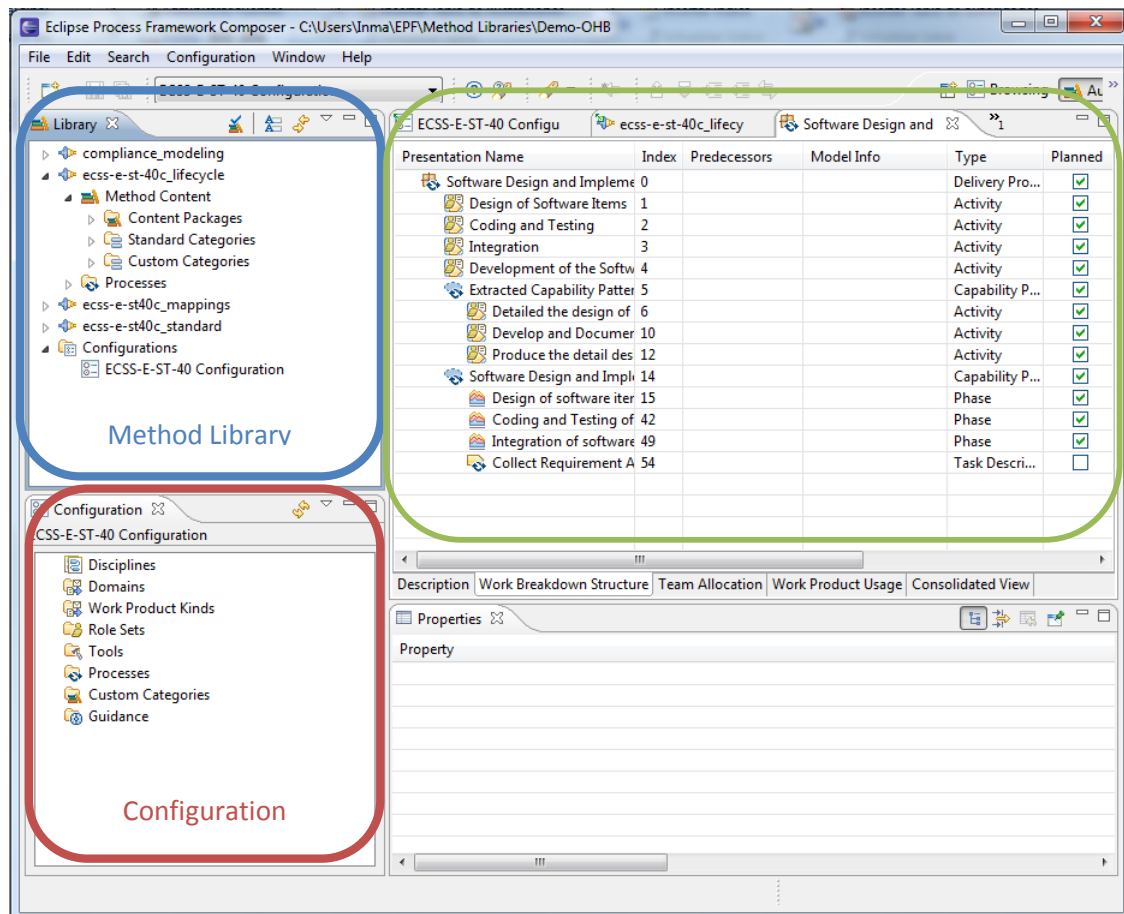 Eclipse Process Framework Composer - C:\Users\Inma\EPF\Method Libraries\Demo-OHB
File Edit Search Configuration Window Help
ECSS-E-ST-40 Configuration Browsing Au »
Library
compliance_modeling
ecss-e-st-40c_lifecycle
Method Content
Content Packages
Standard Categories
Custom Categories
Processes
ecss-e-st40c_mappings
ecss-e-st40c_standard
Configurations
ECSS-E-ST-40 Configuration
Method Library
ECSS-E-ST-40 Configu ecss-e-st-40c_lifecy Software Design and »1
Presentation Name Index Predecessors Model Info Type Planned
Software Design and Impleme 0 Delivery Pro...
Design of Software Items 1 Activity
Coding and Testing 2 Activity
Integration 3 Activity
Development of the Softw 4 Activity
Extracted Capability Patter 5 Capability P...
Detailed the design of 6 Activity
Develop and Documer 10 Activity
Produce the detail des 12 Activity
Software Design and Imple 14 Capability P...
Design of software iter 15 Phase
Coding and Testing of 42 Phase
Integration of software 49 Phase
Collect Requirement A 54 Task Descri...
Description Work Breakdown Structure Team Allocation Work Product Usage Consolidated View
Configuration
ECSS-E-ST-40 Configuration
Disciplines
Domains
Work Product Kinds
Role Sets
Tools
Processes
Custom Categories
Guidance
Configuration
Properties
Property